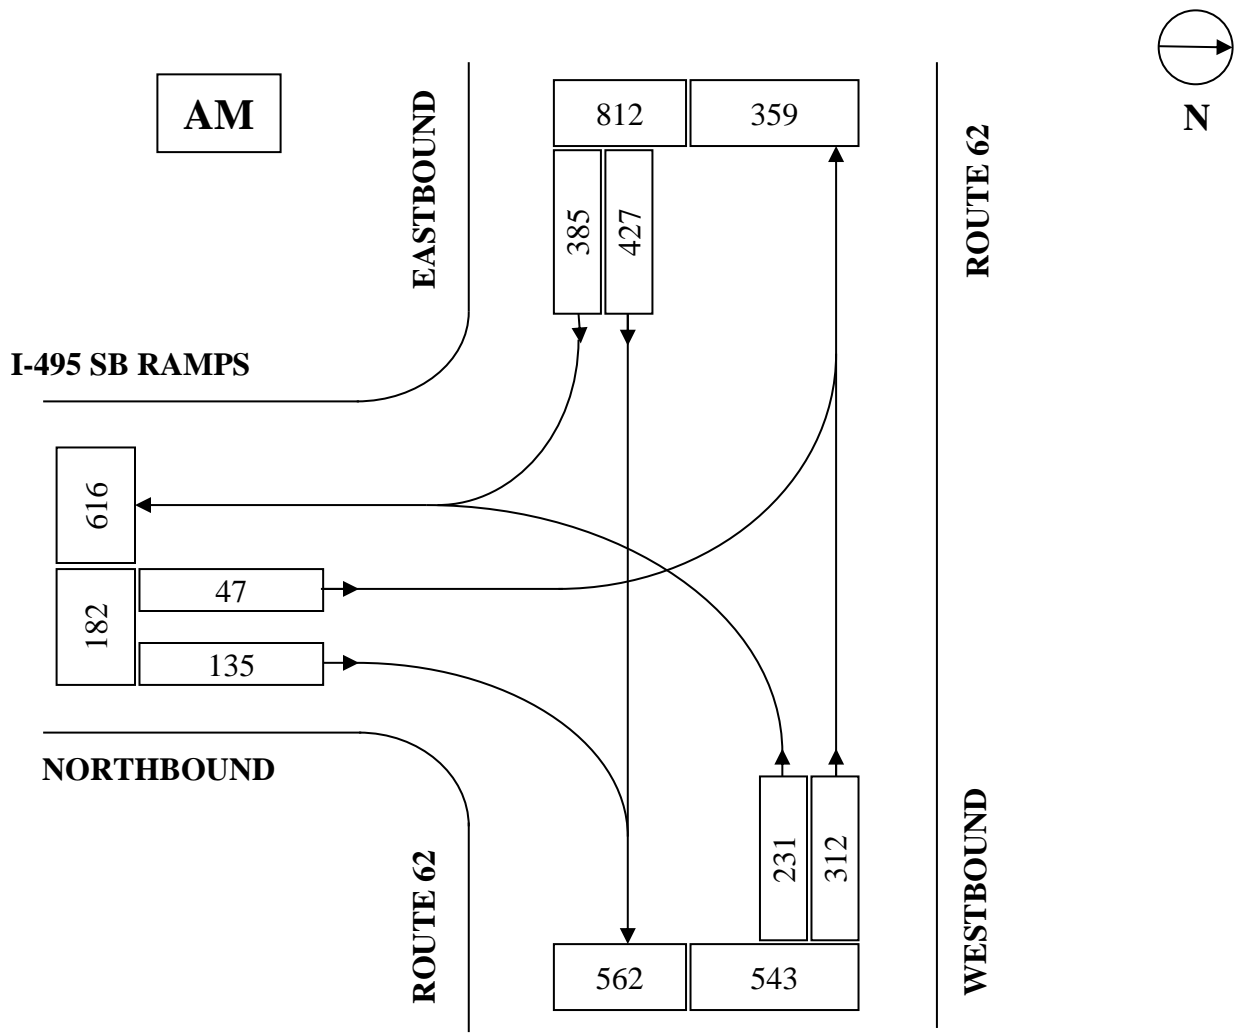 AM
EASTBOUND
812
359
ROUTE 62
N
385
427
I-495 SB RAMPS
616
47
182
135
NORTHBOUND
231
312
ROUTE 62
WESTBOUND
562
543